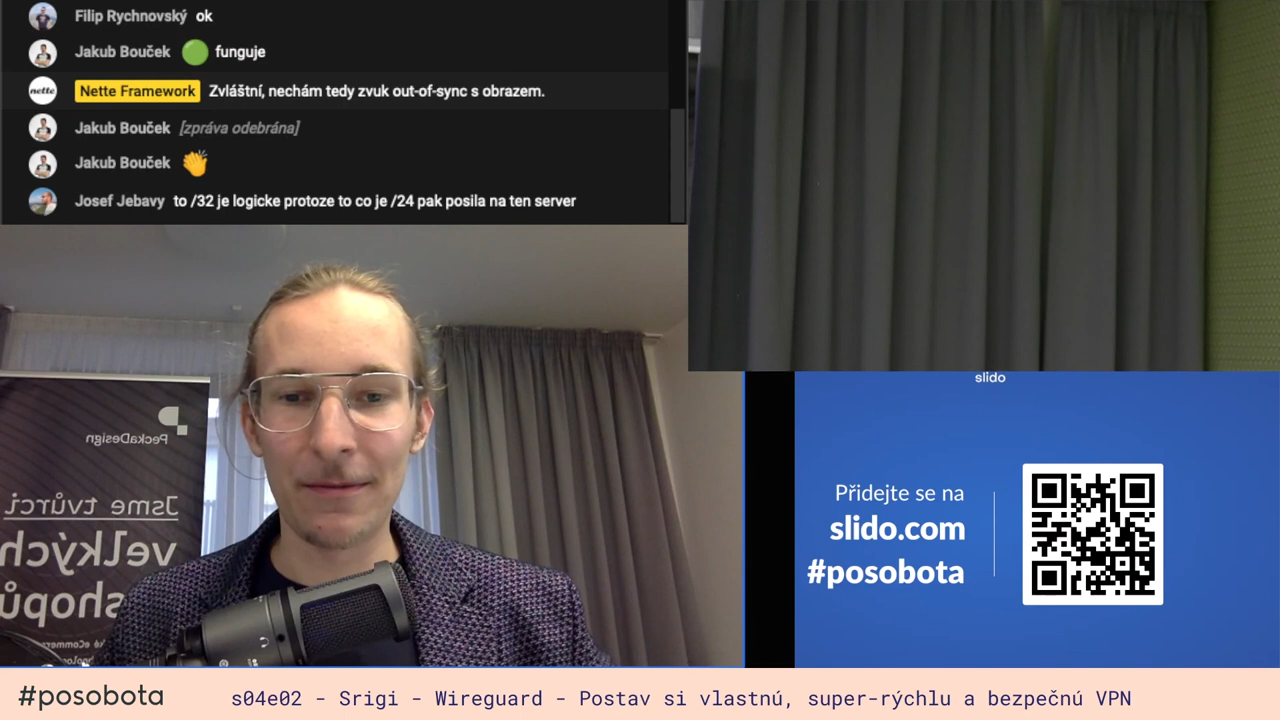 Filip Rychnovský ok
Jakub Bouček 🟢 funguje
nette Nette Framework Zvláštní, nechám tedy zvuk out-of-sync s obrazem.
Jakub Bouček [zpráva odebrána]
Jakub Bouček 👏
Josef Jebavy to /32 je logicke protoze to co je /24 pak posila na ten server
PeckaDesign
Jsme tvůrci
velkých
shopů
slido
Přidejte se na
slido.com
#posobota
#posobota s04e02 - Srigi - Wireguard - Postav si vlastnú, super-rýchlu a bezpečnú VPN